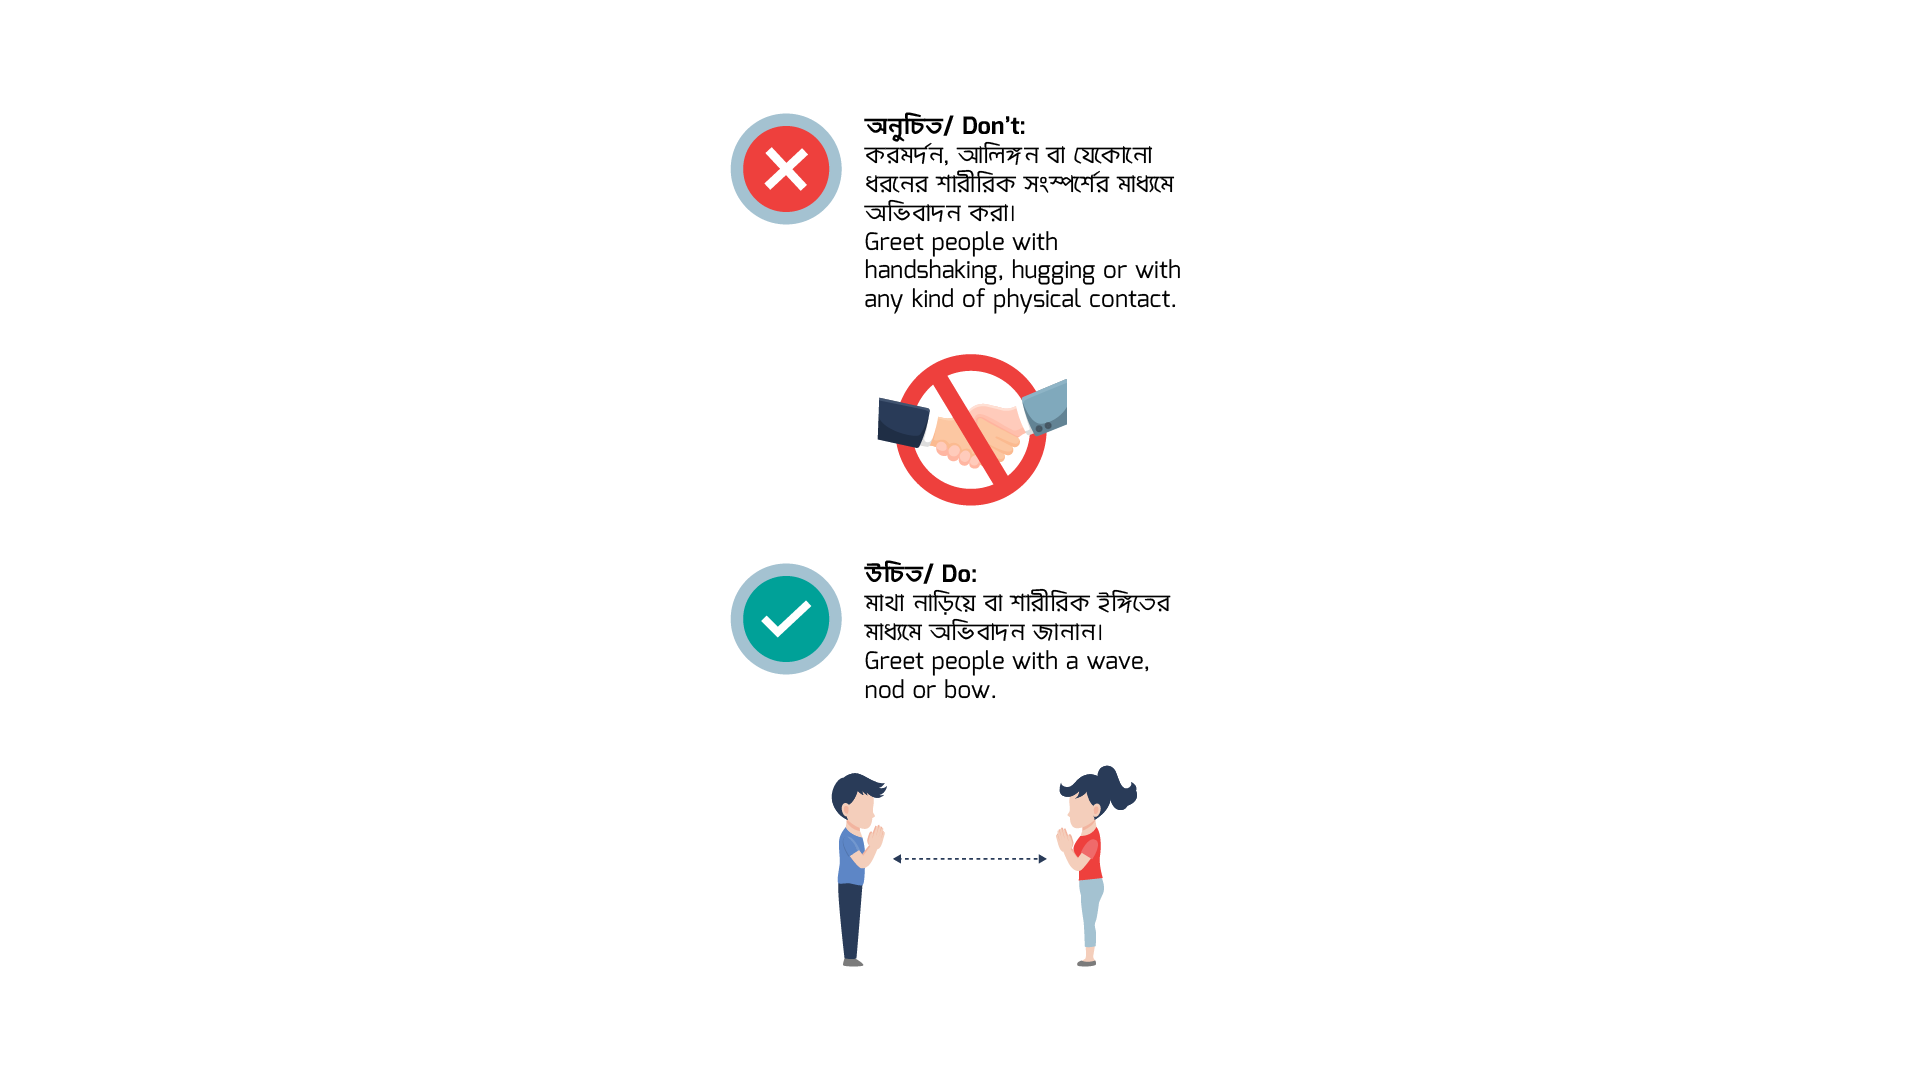 অনুচিত/ Don't:
করমর্দন, আলিঙ্গন বা যেকোনো
ধরনের শারীরিক সংস্পর্শের মাধ্যমে
অভিবাদন করা।
Greet people with
handshaking, hugging or with
any kind of physical contact.
উচিত/ Do:
মাথা নাড়িয়ে বা শারীরিক ইঙ্গিতের
মাধ্যমে অভিবাদন জানান।
Greet people with a wave,
nod or bow.